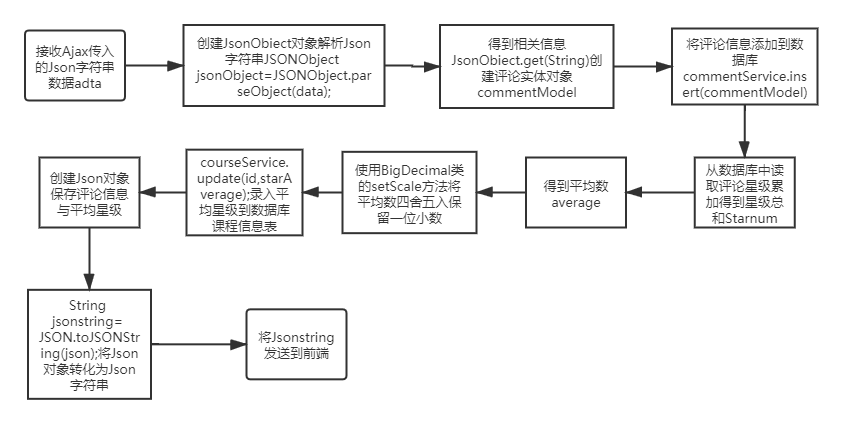 接收Ajax传入
的Json字符串
数据adta
创建JsonObiect对象解析Json
字符串JSONObject
jsonObject=JSONObject.par
seObject(data);
得到相关信息
JsonObiect.get(String)创
建评论实体对象
commentModel
将评论信息添加到数
据库
commentService.ins
ert(commentModel)
从数据库中读
取评论星级累
加得到星级总
和Starnum
得到平均数
average
使用BigDecimal类
的setScale方法将
平均数四舍五入保
留一位小数
courseService.
update(id,starA
verage);录入平
均星级到数据库
课程信息表
创建Json对象
保存评论信息
与平均星级
String
jsonstring=
JSON.toJSONStr
ing(json);将Json
对象转化为Json
字符串
将Jsonstring
发送到前端